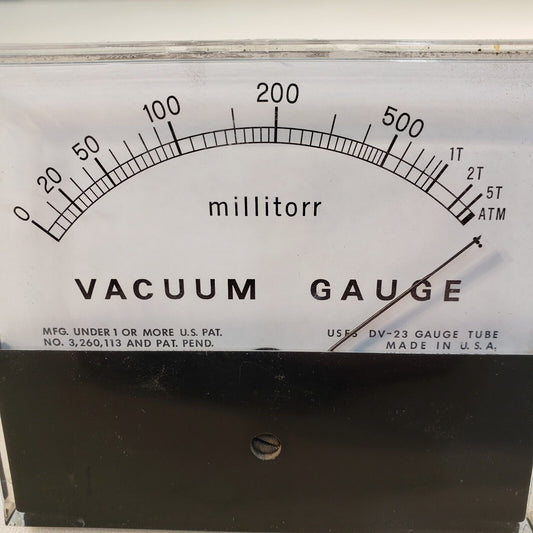 0 20 50 100 200 500 1T 2T 5T ATM
millitorr
VACUUM GAUGE
MFG. UNDER 1 OR MORE U.S. PAT.
NO. 3,260,113 AND PAT. PEND.
USES DV-23 GAUGE TUBE
MADE IN U.S.A.